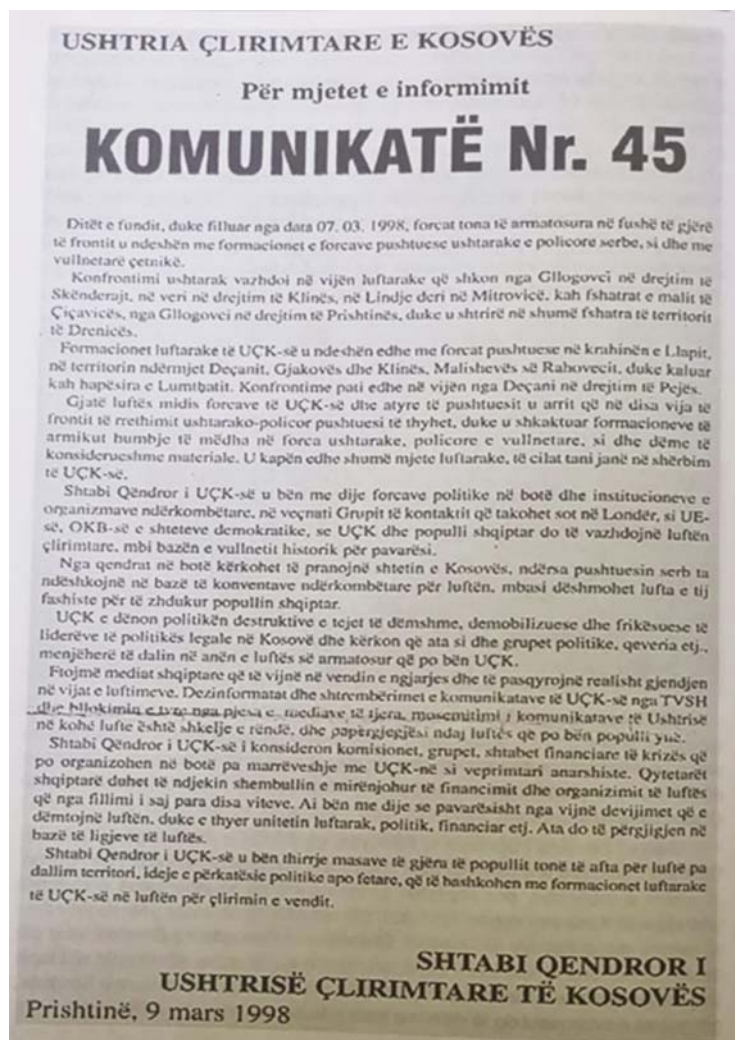 USHTRIA ÇLIRIMTARE E KOSOVËS
Për mjetet e informimit
KOMUNIKATË Nr. 45
Ditët e fundit, duke filluar nga data 07. 03. 1998, forcat tona të armatosura në fushë të gjërë
të frontit u ndeshën me formacionet e forcave pushtuese ushtarake e policore serbe, si dhe me
vullnetarë çetnikë.
Konfrontimi ushtarak vazhdoi në vijën luftarake që shkon nga Gllogovci në drejtim të
Skënderajt, në veri në drejtim të Klinës, në Lindje deri në Mitrovicë, kah fshatrat e malit të
Çiçavicës, nga Gllogovci në drejtim të Prishtinës, duke u shtrirë në shumë fshatra të territorit
të Drenicës.
Formacionet luftarake të UÇK-së u ndeshën edhe me forcat pushtuese në krahinën e Llapit,
në territorin ndërmjet Deçanit, Gjakovës dhe Klinës, Malishevës së Rahovecit, duke kaluar
kah hapësira e Lumbatit. Konfrontime pati edhe në vijën nga Deçani në drejtim të Pejës.
Gjatë luftës midis forcave të UÇK-së dhe atyre të pushtuesit u arrit që në disa vija të
frontit të rrethimit ushtarako-policor pushtuesi të thyhet, duke u shkaktuar formacioneve të
armikut humbje të mëdha në forca ushtarake, policore e vullnetare, si dhe dëme të
konsiderueshme materiale. U kapën edhe shumë mjete luftarake, të cilat tani janë në shërbim
të UÇK-së.
Shtabi Qëndror i UÇK-së u bën me dije forcave politike në botë dhe institucioneve e
organizmave ndërkombëtare, në veçnati Grupit të kontaktit që takohet sot në Londër, si UE-
së, OKB-së e shteteve demokratike, se UÇK dhe populli shqiptar do të vazhdojnë luftën
çlirimtare, mbi bazën e vullnetit historik për pavarësi.
Nga qendrat në botë kërkohet të pranojnë shtetin e Kosovës, ndërsa pushtuesin serb ta
ndëshkojnë në bazë të konventave ndërkombëtare për luftën, mbasi dëshmohet lufta e tij
fashiste për të zhdukur popullin shqiptar.
UÇK e dënon politikën destruktive e tejet të dëmshme, demobilizuese dhe frikësuese të
liderëve të politikës legale në Kosovë dhe kërkon që ata si dhe grupet politike, qeveria etj.,
menjëherë të dalin në anën e luftës së armatosur që po bën UÇK.
Ftojmë mediat shqiptare që të vijnë në vendin e ngjarjes dhe të pasqyrojnë realisht gjendjen
në vijat e luftimeve. Dezinformatat dhe shtrembërimet e komunikatave të UÇK-së nga TVSH
dhe bllokimin e tyre nga pjesa e mediave të tjera, mosemitimi i komunikatave të Ushtrisë
në kohë lufte është shkelje e rëndë, dhe papërgjegjësi ndaj luftës që po bën populli ynë.
Shtabi Qëndror i UÇK-së i konsideron komisionet, grupet, shtabet financiare të krizës që
po organizohen në botë pa marrëveshje me UÇK-në si veprimtari anarshiste. Qytetarët
shqiptarë duhet të ndjekin shembullin e mirënjohur të financimit dhe organizimit të luftës
që nga fillimi i saj para disa viteve. Ai bën me dije se pavarësisht nga vijnë devijimet që e
dëmtojnë luftën, duke e thyer unitetin luftarak, politik, financiar etj. Ata do të përgjigjen në
bazë të ligjeve të luftës.
Shtabi Qendror i UÇK-së u bën thirrje masave të gjëra të popullit tonë të afta për luftë pa
dallim territori, ideje e përkatësie politike apo fetare, që të bashkohen me formacionet luftarake
të UÇK-së në luftën për çlirimin e vendit.
SHTABI QENDROR I
USHTRISË ÇLIRIMTARE TË KOSOVËS
Prishtinë, 9 mars 1998